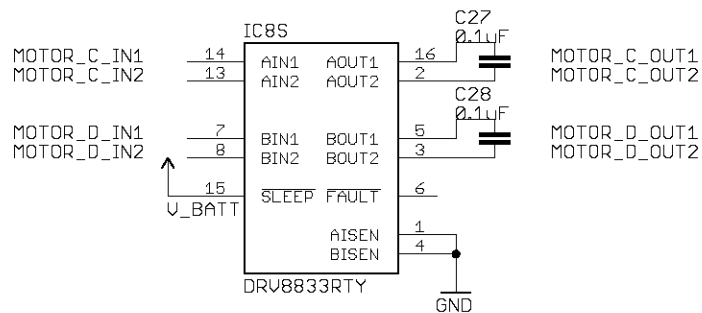 C27
IC8S
0.1uF
MOTOR_C_IN1 14 AIN1 AOUT1 16 MOTOR_C_OUT1
MOTOR_C_IN2 13 AIN2 AOUT2 2 MOTOR_C_OUT2
C28
0.1uF
MOTOR_D_IN1 7 BIN1 BOUT1 5 MOTOR_D_OUT1
MOTOR_D_IN2 8 BIN2 BOUT2 3 MOTOR_D_OUT2
15 SLEEP FAULT 6
V_BATT
AISEN 1
BISEN 4
DRV8833RTY
GND